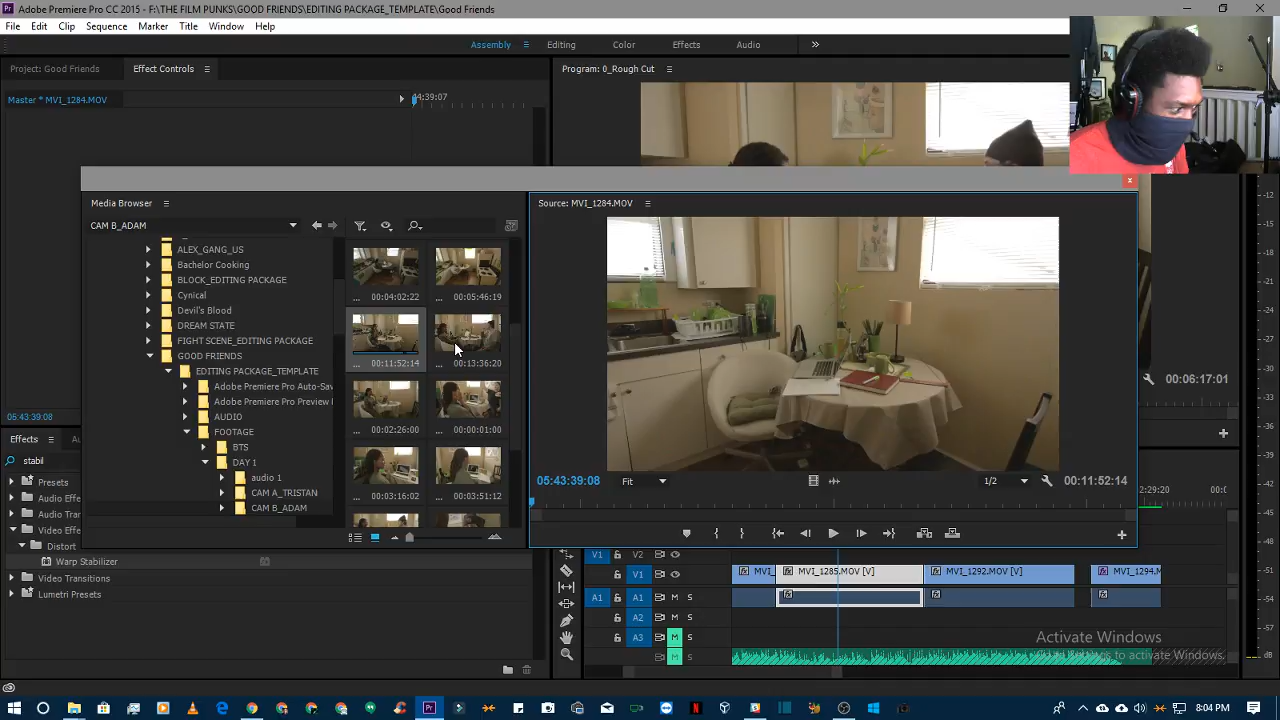 Adobe Premiere Pro CC 2015 - F:\THE FILM PUNKS\GOOD FRIENDS\EDITING PACKAGE_TEMPLATE\Good Friends
File Edit Clip Sequence Marker Title Window Help
Assembly Editing Color Effects Audio
Project: Good Friends Effect Controls Program: 0_Rough Cut
Master * MVI_1284.MOV
Media Browser
Source: MVI_1284.MOV
CAM B_ADAM
ALEX_GANG_US
Bachelor Cooking
BLOCK_EDITING PACKAGE
Cynical
Devil's Blood
DREAM STATE
FIGHT SCENE_EDITING PACKAGE
GOOD FRIENDS
EDITING PACKAGE_TEMPLATE
Adobe Premiere Pro Auto-Sav
Adobe Premiere Pro Preview
AUDIO
FOOTAGE
BTS
DAY 1
audio 1
CAM A_TRISTAN
CAM B_ADAM
... 00:04:02:22 ... 00:05:46:19
... 00:11:52:14 ... 00:13:36:20
... 00:02:26:00 ... 00:00:01:00
... 00:03:16:02 ... 00:03:51:12
05:43:39:08 Fit 1/2 00:11:52:14
00:06:17:01
05:43:39:08
Effects
stabil
Presets
Audio Effe
Audio Tran
Video Effe
Distort
Warp Stabilizer
Video Transitions
Lumetri Presets
V1 V2
V1 MVI_ MVI_1285.MOV [V] MVI_1292.MOV [V] MVI_1294.M
A1 A1 M S
A2 M S
A3 M S
M S
Activate Windows
8:04 PM